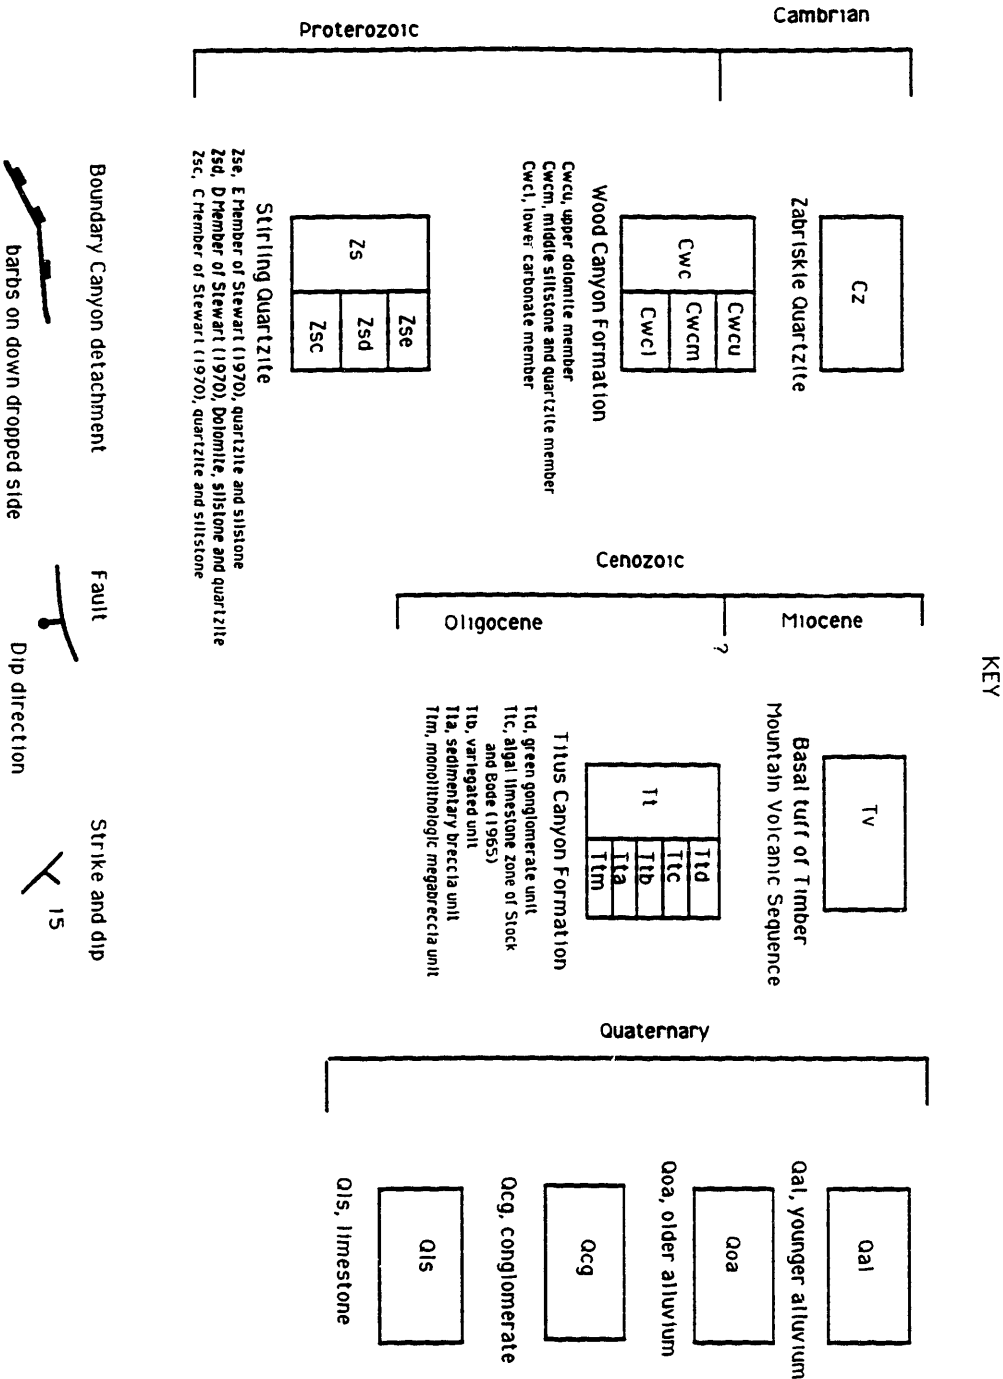 KEY
Quaternary
Qal
Qal, younger alluvium
Qoa
Qoa, older alluvium
Qcg
Qcg, conglomerate
Qls
Qls, limestone
Cenozoic
Miocene
Tv
Basal tuff of Timber
Mountain Volcanic Sequence
?
Oligocene
Tt
Ttd
Ttc
Ttb
Tta
Ttm
Titus Canyon Formation
Ttd, green gonglomerate unit
Ttc, algal limestone zone of Stock
and Bode (1965)
Ttb, variegated unit
Tta, sedimentary breccia unit
Ttm, monolithologic megabreccia unit
Cambrian
Cz
Zabriskie Quartzite
Proterozoic
Cwc
Cwcu
Cwcm
Cwcl
Wood Canyon Formation
Cwcu, upper dolomite member
Cwcm, middle siltstone and quartzite member
Cwcl, lower carbonate member
Zs
Zse
Zsd
Zsc
Stirling Quartzite
Zse, E Member of Stewart (1970), quartzite and silstone
Zsd, D Member of Stewart (1970), Dolomite, silstone and quartzite
Zsc, C Member of Stewart (1970), quartzite and siltstone
Boundary Canyon detachment
barbs on down dropped side
Fault
Dip direction
Strike and dip
15